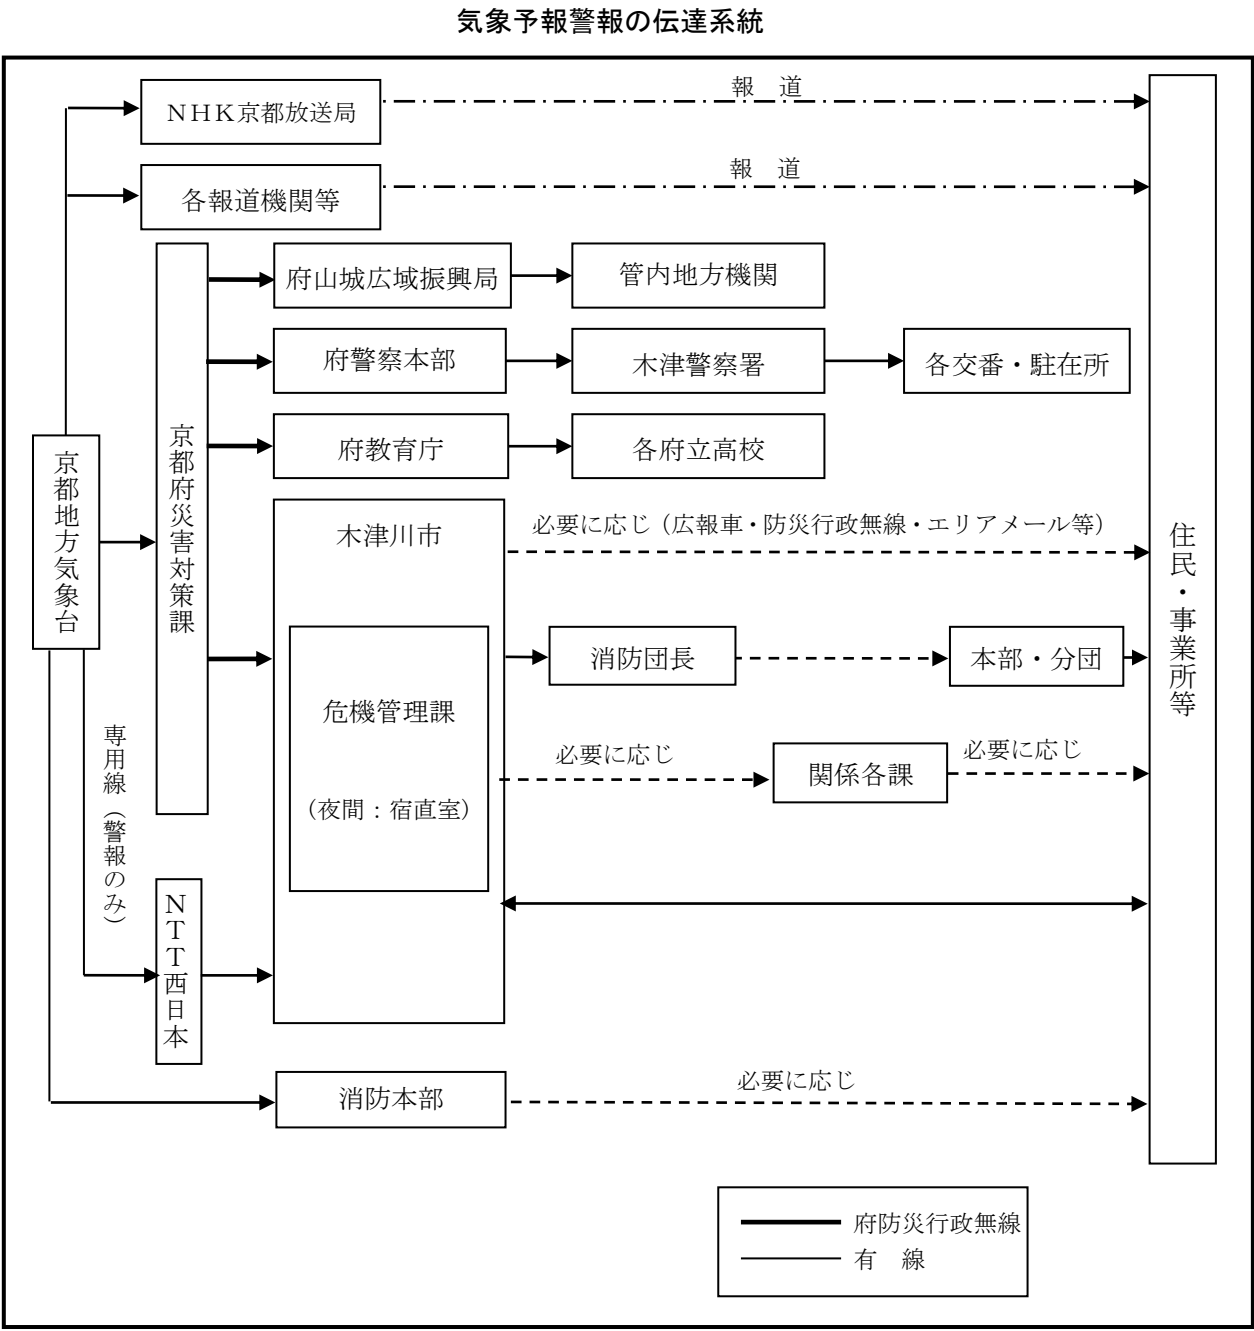 気象予報警報の伝達系統
報　道
ＮＨＫ京都放送局
報　道
各報道機関等
府山城広域振興局
管内地方機関
府警察本部
木津警察署
各交番・駐在所
府教育庁
各府立高校
京都地方気象台
京都府災害対策課
木津川市
必要に応じ（広報車・防災行政無線・エリアメール等）
住民・事業所等
消防団長
本部・分団
危機管理課
（夜間：宿直室）
必要に応じ
関係各課
必要に応じ
専用線（警報のみ）
ＮＴＴ西日本
消防本部
必要に応じ
府防災行政無線
有　線